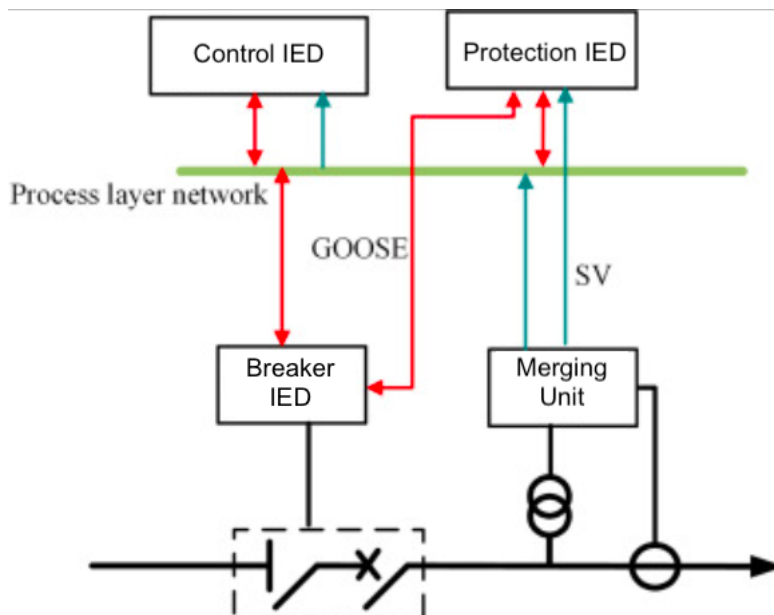 Control IED
Protection IED
Process layer network
GOOSE
SV
Breaker
IED
Merging
Unit